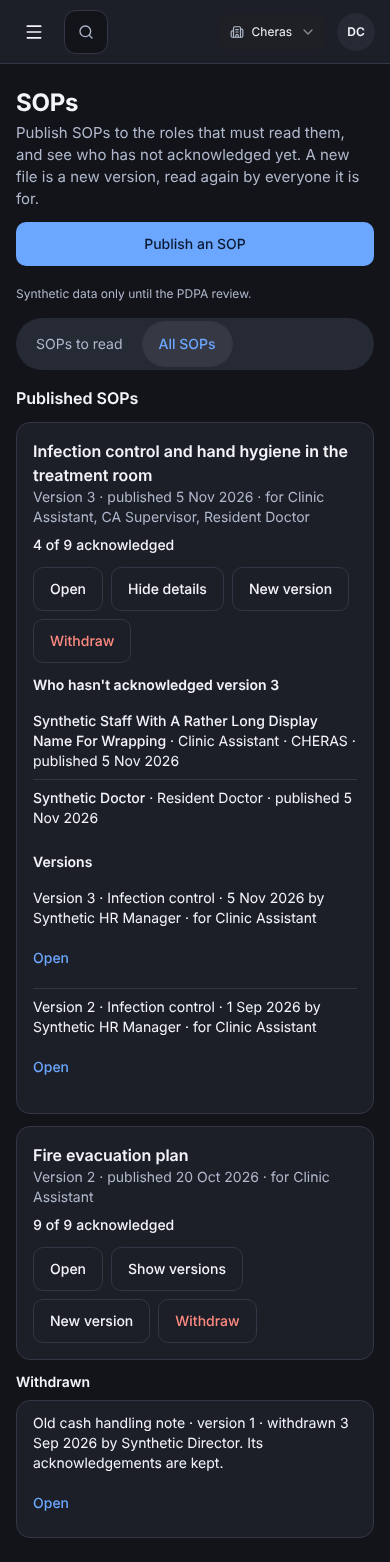 Cheras
DC
SOPs
Publish SOPs to the roles that must read them,
and see who has not acknowledged yet. A new
file is a new version, read again by everyone it is
for.
Publish an SOP
Synthetic data only until the PDPA review.
SOPs to read
All SOPs
Published SOPs
Infection control and hand hygiene in the
treatment room
Version 3 · published 5 Nov 2026 · for Clinic
Assistant, CA Supervisor, Resident Doctor
4 of 9 acknowledged
Open
Hide details
New version
Withdraw
Who hasn't acknowledged version 3
Synthetic Staff With A Rather Long Display
Name For Wrapping · Clinic Assistant · CHERAS ·
published 5 Nov 2026
Synthetic Doctor · Resident Doctor · published 5
Nov 2026
Versions
Version 3 · Infection control · 5 Nov 2026 by
Synthetic HR Manager · for Clinic Assistant
Open
Version 2 · Infection control · 1 Sep 2026 by
Synthetic HR Manager · for Clinic Assistant
Open
Fire evacuation plan
Version 2 · published 20 Oct 2026 · for Clinic
Assistant
9 of 9 acknowledged
Open
Show versions
New version
Withdraw
Withdrawn
Old cash handling note · version 1 · withdrawn 3
Sep 2026 by Synthetic Director. Its
acknowledgements are kept.
Open